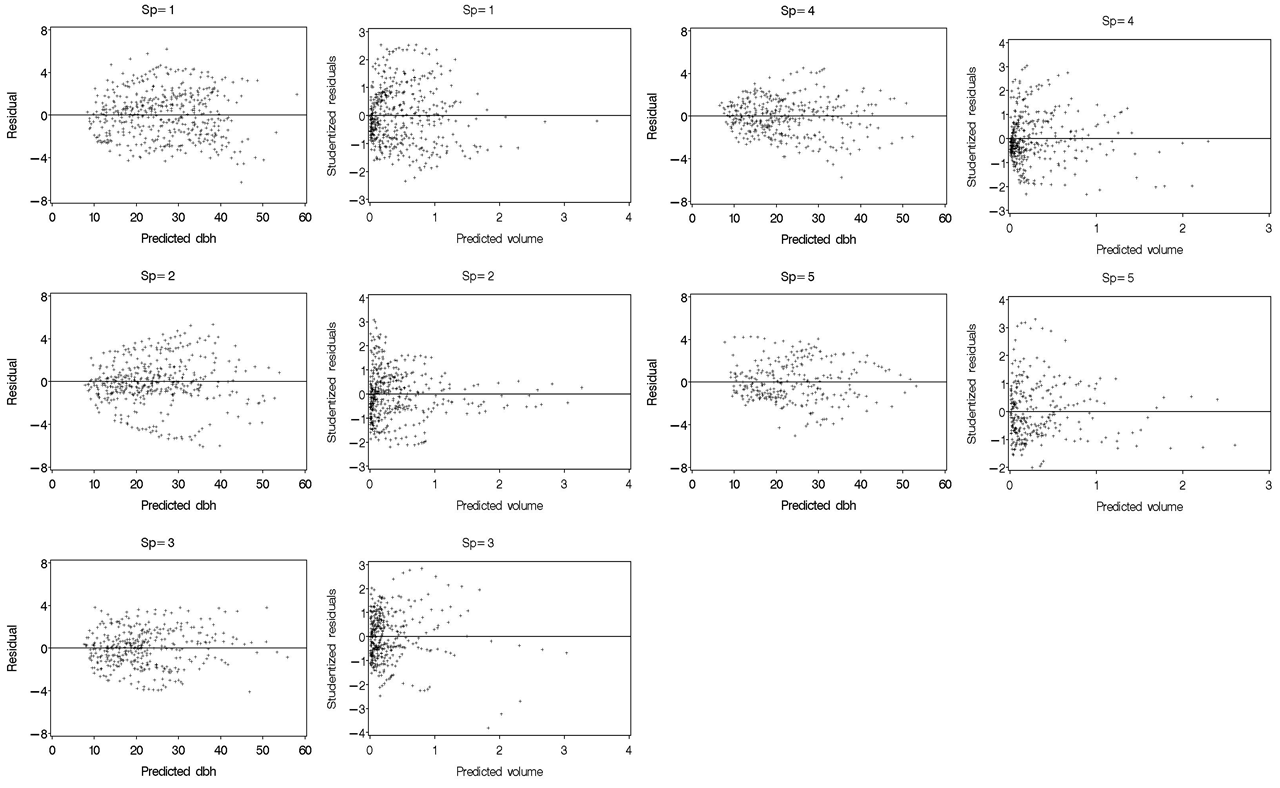 Sp= 1
Residual
8
4
0
−4
−8
0 10 20 30 40 50 60
Predicted dbh
Sp= 1
Studentized residuals
3
2
1
0
−1
−2
−3
0 1 2 3 4
Predicted volume
Sp= 4
Residual
8
4
0
−4
−8
0 10 20 30 40 50 60
Predicted dbh
Sp= 4
Studentized residuals
4
3
2
1
0
−1
−2
−3
0 1 2 3
Predicted volume
Sp= 2
Residual
8
4
0
−4
−8
0 10 20 30 40 50 60
Predicted dbh
Sp= 2
Studentized residuals
4
3
2
1
0
−1
−2
−3
0 1 2 3 4
Predicted volume
Sp= 5
Residual
8
4
0
−4
−8
0 10 20 30 40 50 60
Predicted dbh
Sp= 5
Studentized residuals
4
3
2
1
0
−1
−2
0 1 2 3
Predicted volume
Sp= 3
Residual
8
4
0
−4
−8
0 10 20 30 40 50 60
Predicted dbh
Sp= 3
Studentized residuals
3
2
1
0
−1
−2
−3
−4
0 1 2 3 4
Predicted volume